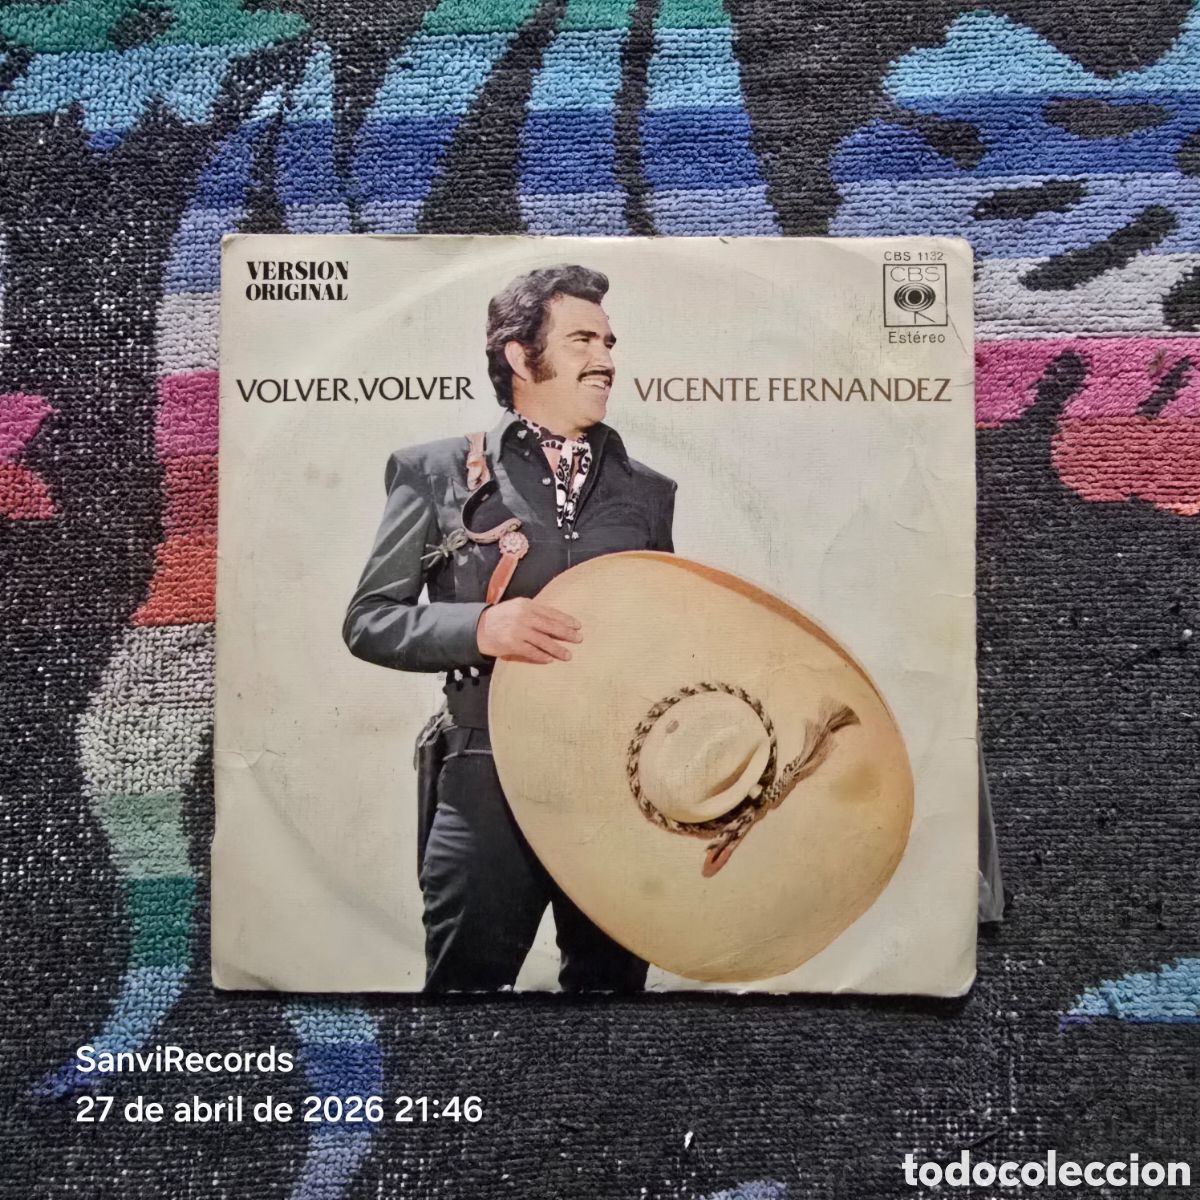 VERSION
ORIGINAL
CBS 1132
CBS
Estéreo
VOLVER, VOLVER
VICENTE FERNANDEZ
SanviRecords
27 de abril de 2026 21:46
todocoleccion